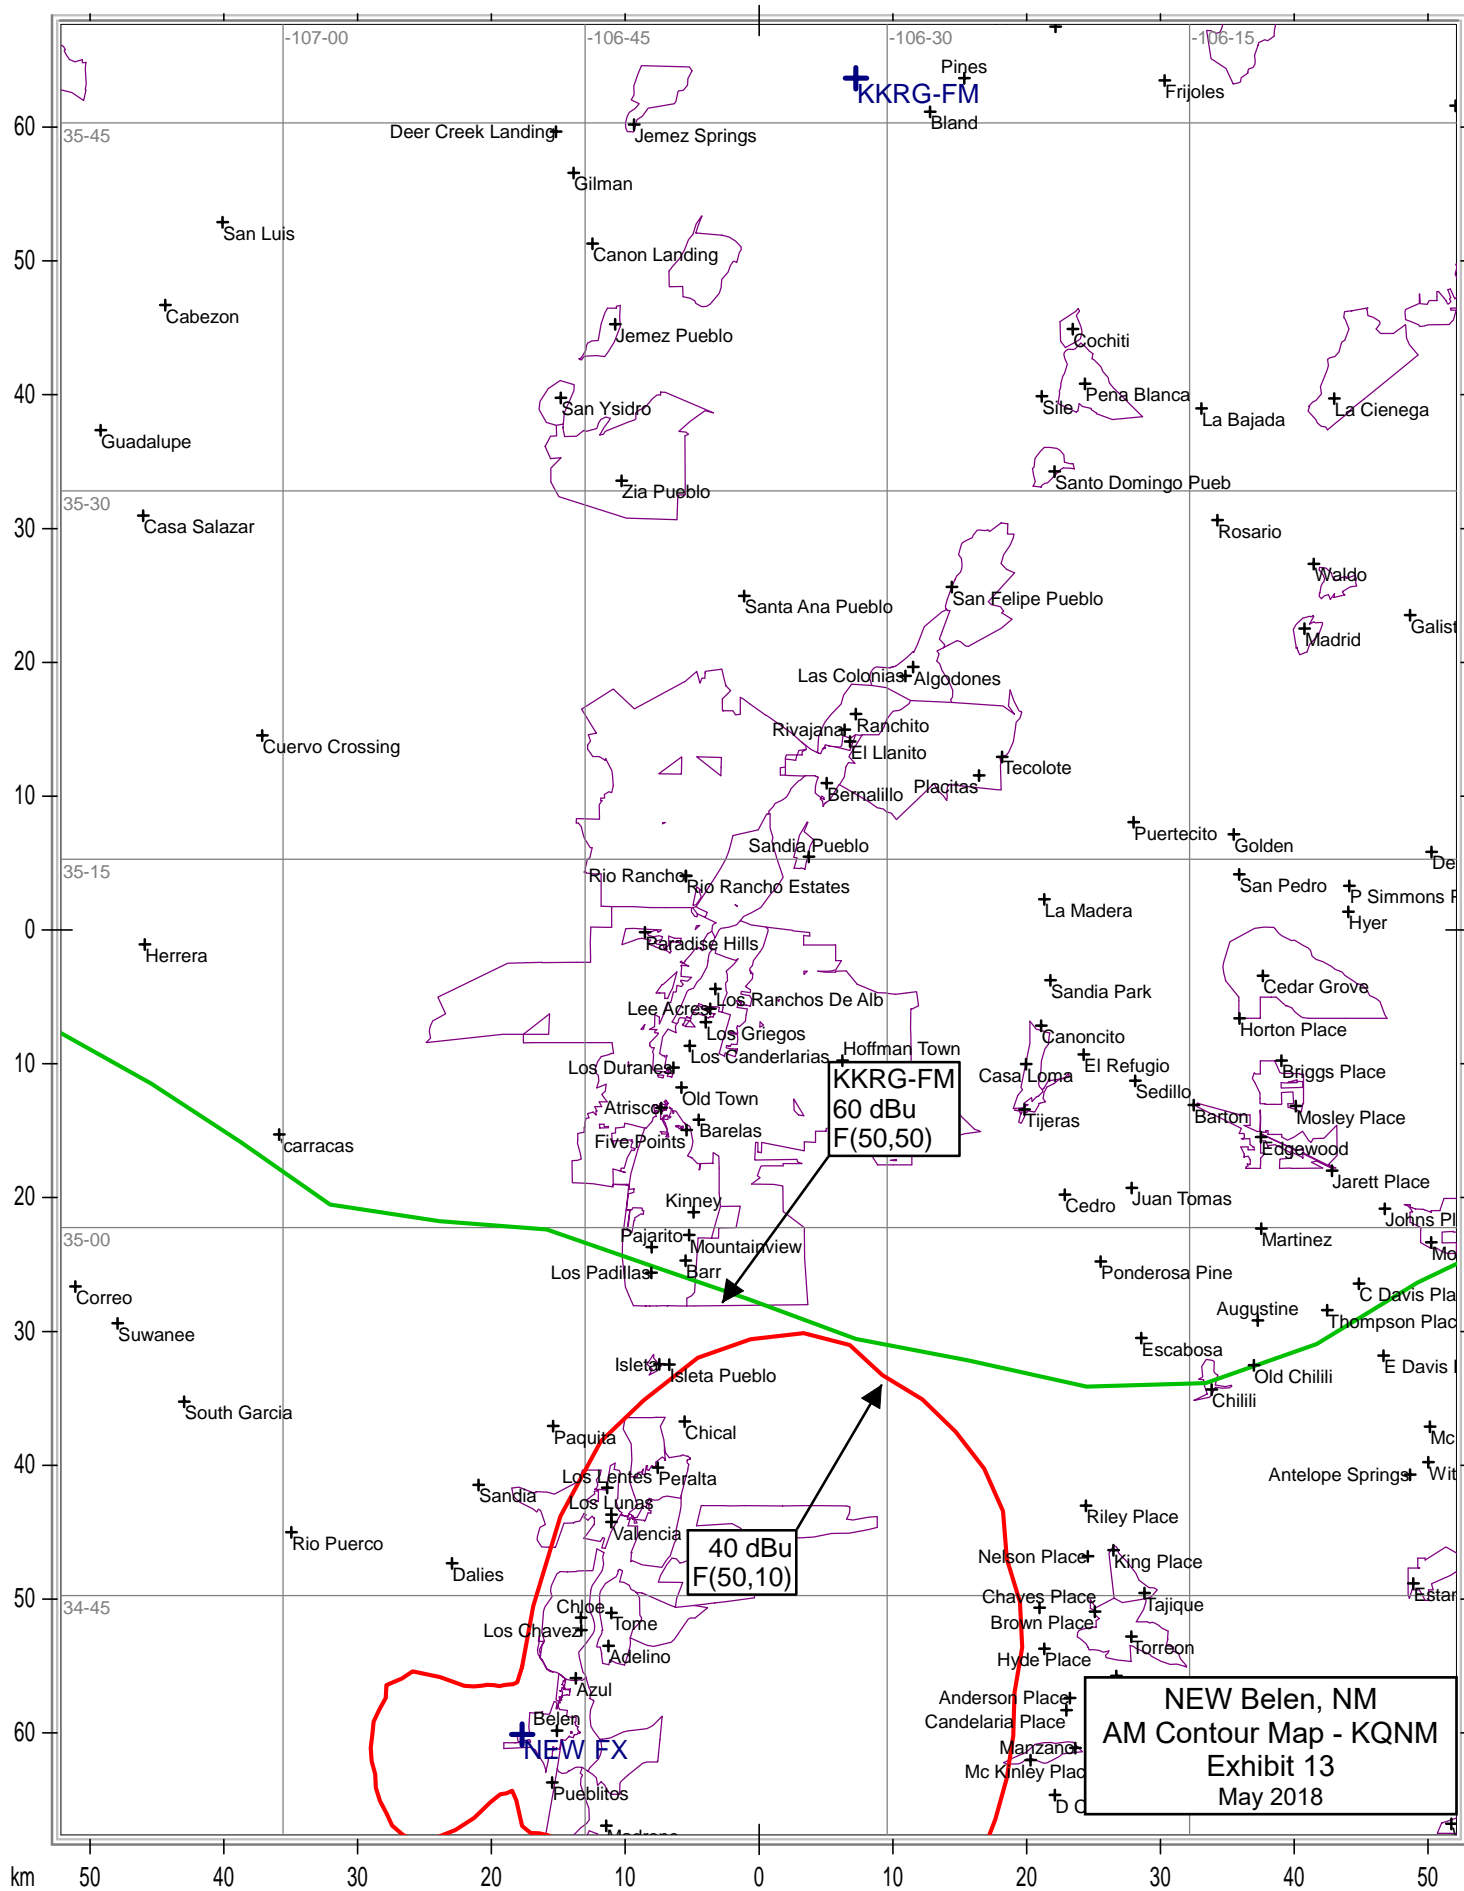 -107-00
-106-45
-106-30
-106-15
Pines
KKRG-FM
Frijoles
Bland
60
35-45
Deer Creek Landing
Jemez Springs
Gilman
San Luis
50
Canon Landing
Cabezon
Jemez Pueblo
Cochiti
40
San Ysidro
Sile
Pena Blanca
La Bajada
La Cienega
Guadalupe
Zia Pueblo
Santo Domingo Pueb
35-30
30
Casa Salazar
Rosario
Waldo
Santa Ana Pueblo
San Felipe Pueblo
Galist
Madrid
20
Las Colonias
Algodones
Rivajana
Ranchito
Cuervo Crossing
El Llanito
Tecolote
Placitas
10
Bernalillo
Puertecito
Golden
Sandia Pueblo
De
35-15
Rio Rancho
Rio Rancho Estates
San Pedro
P Simmons P
La Madera
Hyer
0
Herrera
Paradise Hills
Cedar Grove
Sandia Park
Los Ranchos De Alb
Lee Acres
Los Griegos
Canoncito
Horton Place
Los Canderlarias
Hoffman Town
10
Los Duranes
Casa Loma
El Refugio
Briggs Place
Sedillo
Old Town
KKRG-FM
60 dBu
F(50,50)
Atrisco
Barelas
Tijeras
Barton
Mosley Place
carracas
Five Points
Edgewood
Jarett Place
20
Kinney
Cedro
Juan Tomas
Johns Pl
35-00
Pajarito
Mountainview
Martinez
Mo
Los Padillas
Barr
Ponderosa Pine
Correo
C Davis Pla
Augustine
Thompson Plac
30
Suwanee
Escabosa
Isleta
Isleta Pueblo
Old Chilili
E Davis
Chilili
South Garcia
Paquita
Chical
Mc
40
Los Lentes
Peralta
Antelope Springs
Wit
Sandia
Los Lunas
Riley Place
Rio Puerco
Valencia
40 dBu
F(50,10)
Nelson Place
King Place
Dalies
Estan
50
34-45
Chloe
Tome
Chaves Place
Tajique
Los Chavez
Brown Place
Adelino
Torreon
Hyde Place
Azul
Anderson Place
Belen
Candelaria Place
60
NEW FX
Manzano
Mc Kinley Plac
Pueblitos
D C
Madrone
NEW Belen, NM
AM Contour Map - KQNM
Exhibit 13
May 2018
km
50
40
30
20
10
0
10
20
30
40
50